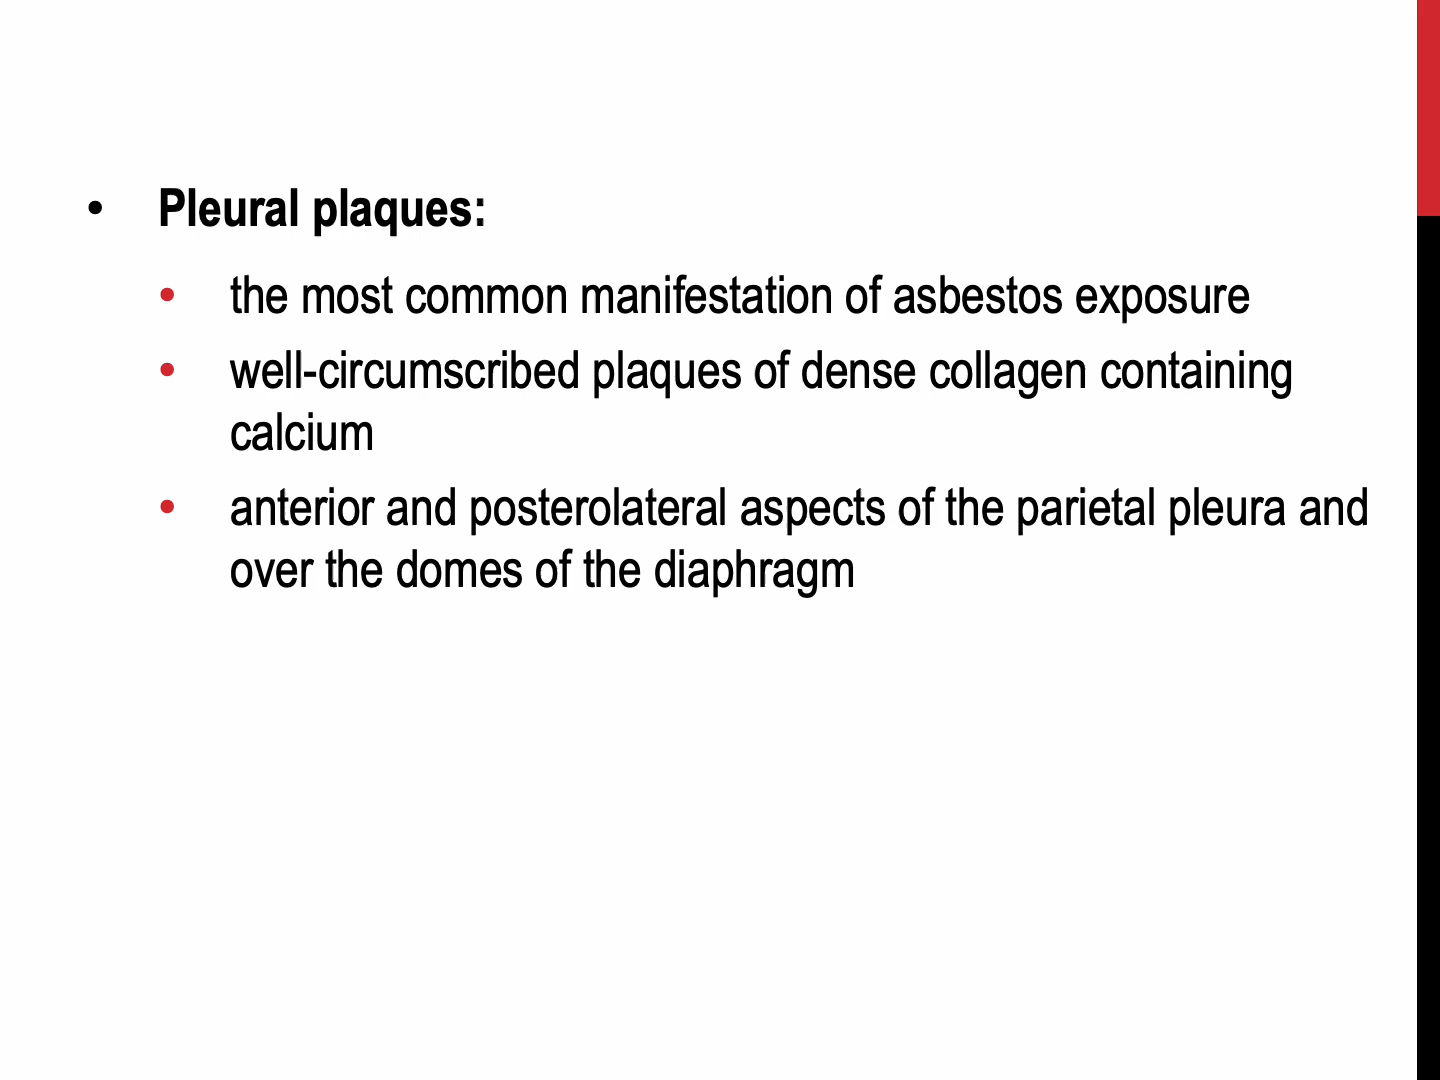 • Pleural plaques:
• the most common manifestation of asbestos exposure
• well-circumscribed plaques of dense collagen containing
calcium
• anterior and posterolateral aspects of the parietal pleura and
over the domes of the diaphragm